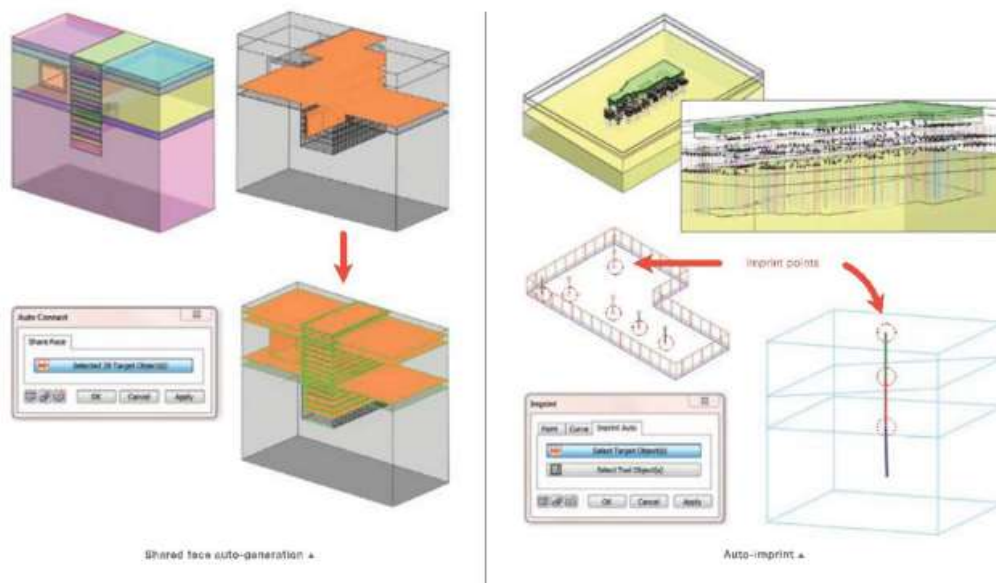 Auto Connect
Share Face
Selected 28 Target Object(s)
OK
Cancel
Apply
Shared face auto-generation ▲
Imprint points
Imprint
Point
Curve
Imprint Auto
Select Target Object(s)
Select Tool Object(s)
OK
Cancel
Apply
Auto-imprint ▲